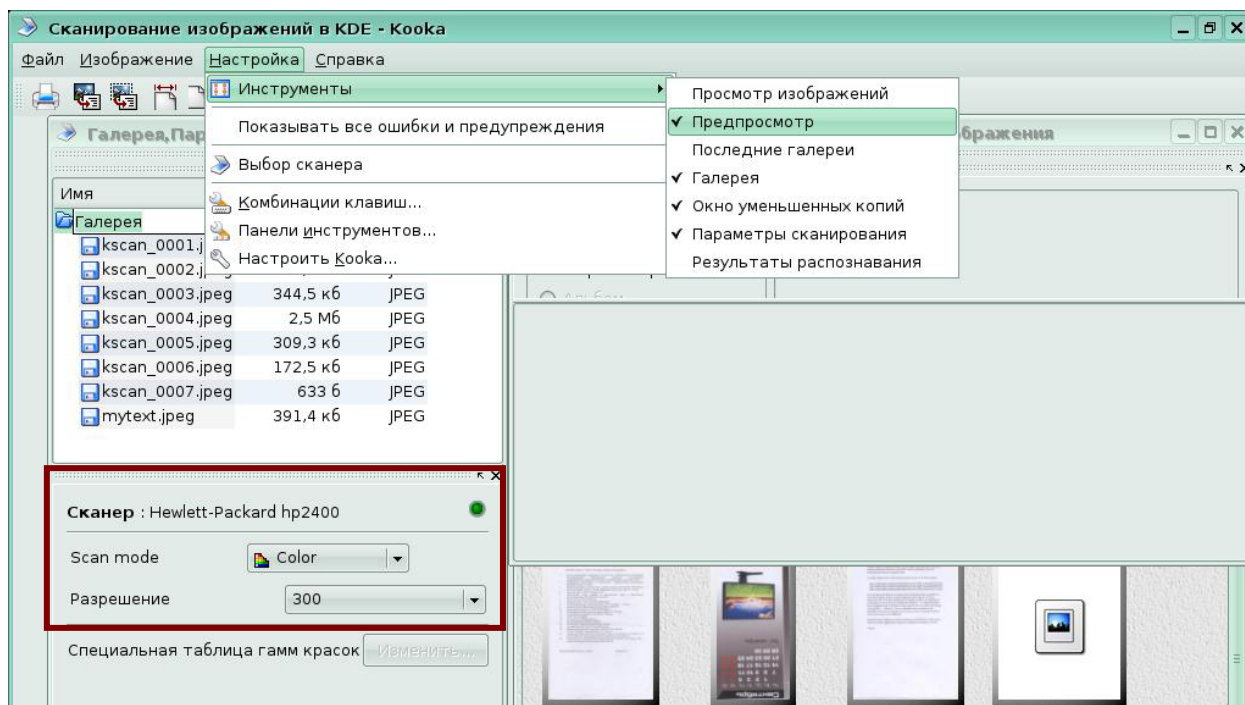 Сканирование изображений в KDE - Kooka
Файл Изображение Настройка Справка
Инструменты
Показывать все ошибки и предупреждения
Выбор сканера
Комбинации клавиш...
Панели инструментов...
Настроить Kooka...
Просмотр изображений
Предпросмотр
Последние галереи
Галерея
Окно уменьшенных копий
Параметры сканирования
Результаты распознавания
Галерея,Пар
бражения
Имя
Галерея
kscan_0001.j
kscan_0002.j
kscan_0003.jpeg 344,5 кб JPEG
kscan_0004.jpeg 2,5 Мб JPEG
kscan_0005.jpeg 309,3 кб JPEG
kscan_0006.jpeg 172,5 кб JPEG
kscan_0007.jpeg 633 б JPEG
mytext.jpeg 391,4 кб JPEG
Сканер : Hewlett-Packard hp2400
Scan mode Color
Разрешение 300
Специальная таблица гамм красок Изменить...
Сентябрь